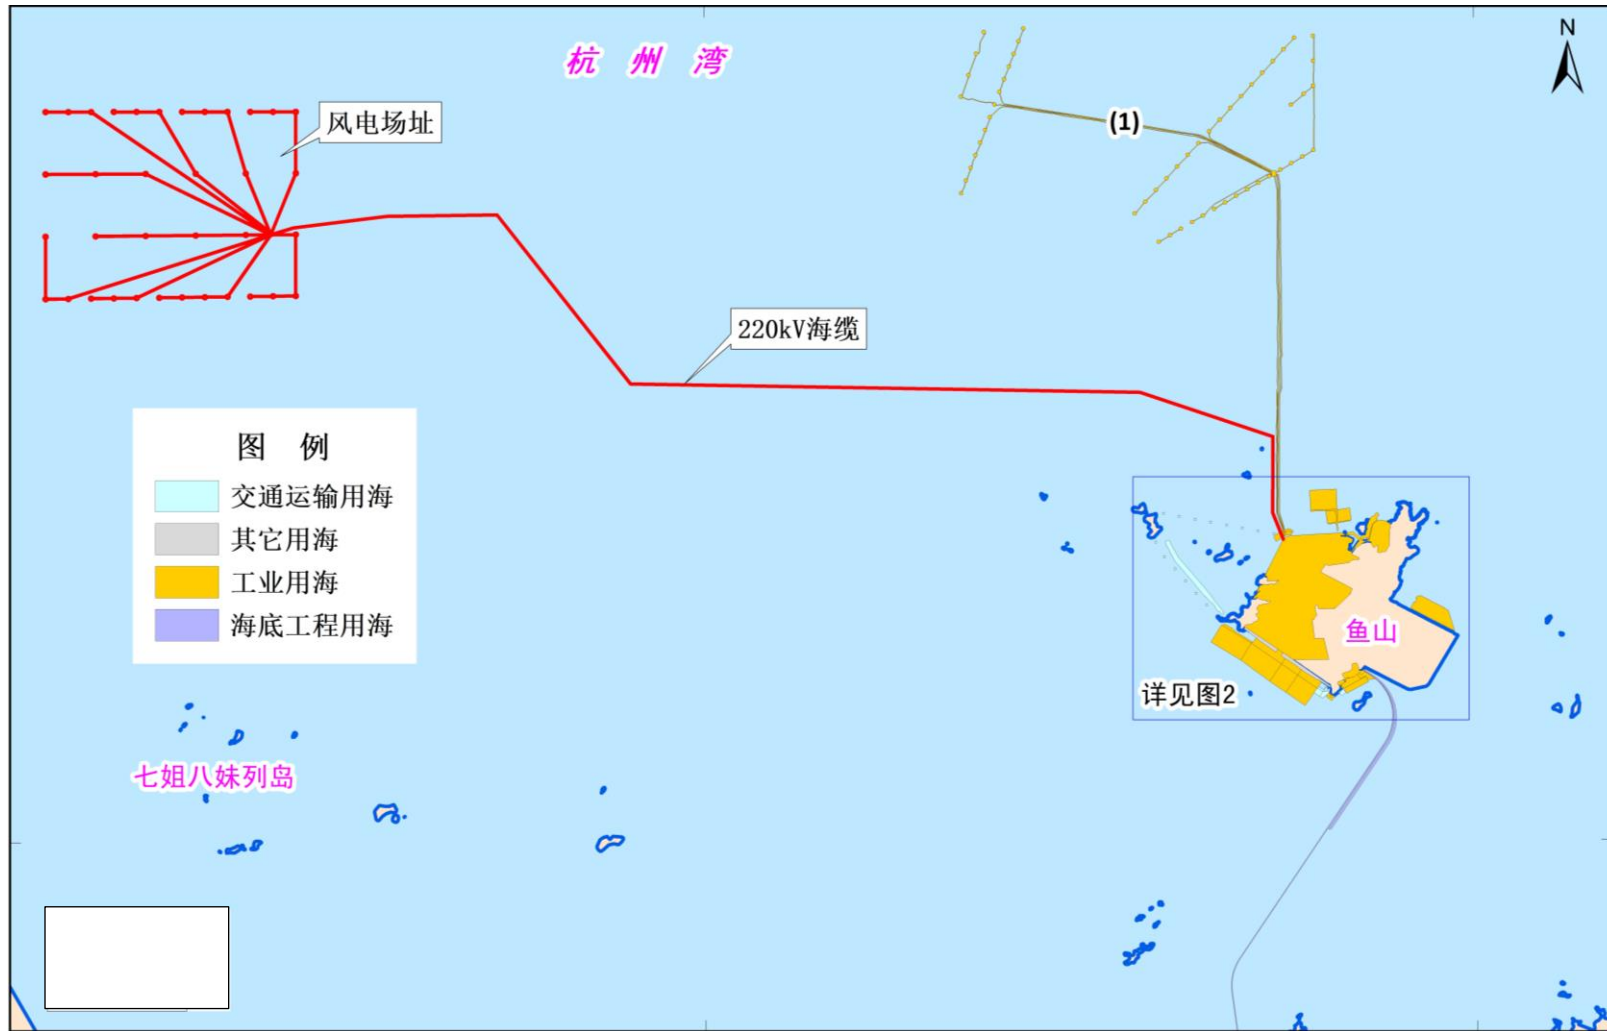 杭 州 湾
N
(1)
风电场址
220kV海缆
图 例
交通运输用海
其它用海
工业用海
海底工程用海
鱼山
详见图2
七姐八妹列岛